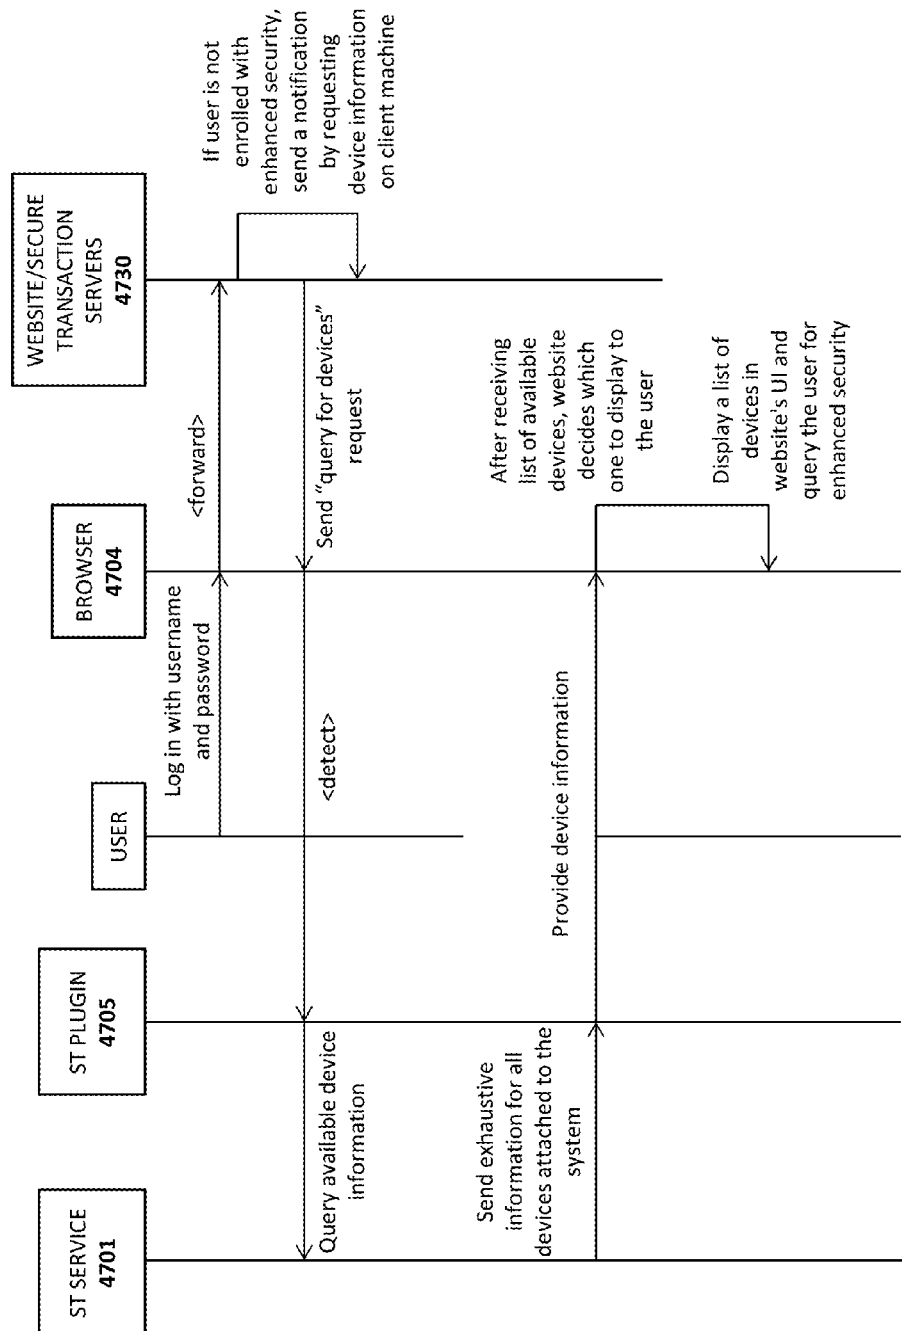 ST SERVICE
4701
ST PLUGIN
4705
USER
BROWSER
4704
WEBSITE/SECURE
TRANSACTION
SERVERS
4730
Log in with username
and password
<forward>
If user is not
enrolled with
enhanced security,
send a notification
by requesting
device information
on client machine
Query available device
information
<detect>
Send “query for devices”
request
Send exhaustive
information for all
devices attached to the
system
Provide device information
After receiving
list of available
devices, website
decides which
one to display to
the user
Display a list of
devices in
website's UI and
query the user for
enhanced security